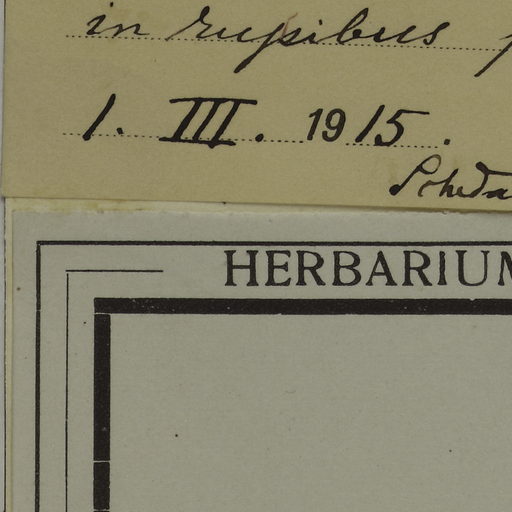 in rupibus
1. III. 1915.
HERBARIUM